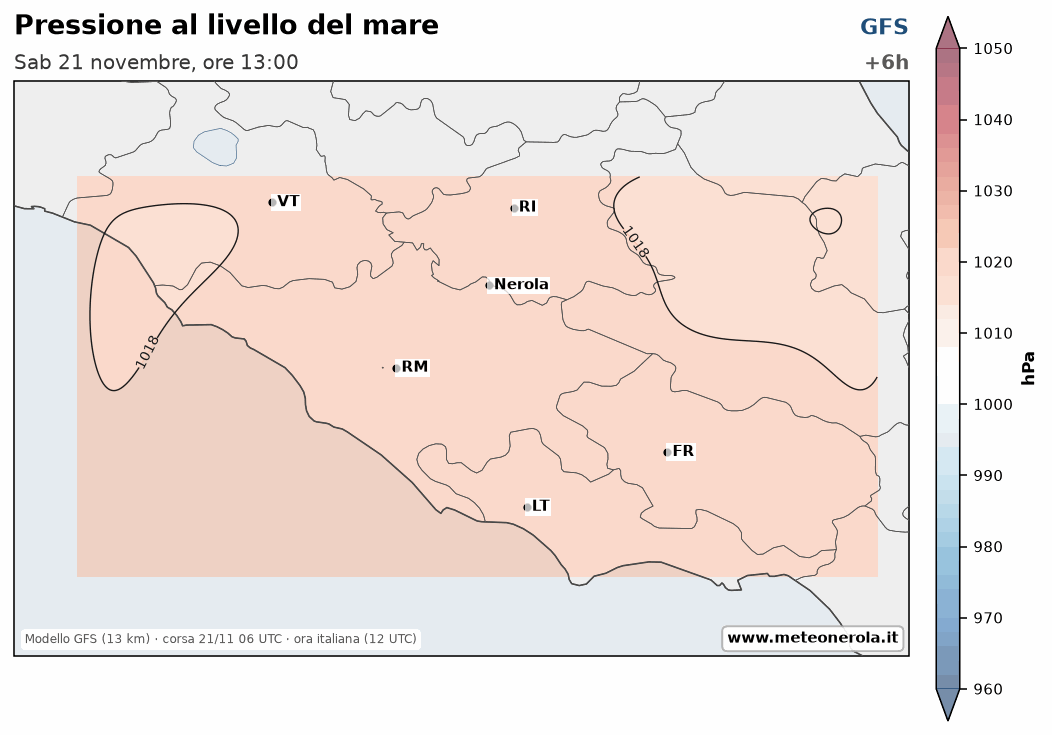 Pressione al livello del mare
GFS
Sab 21 novembre, ore 13:00
+6h
VT
RI
1018
Nerola
1018
RM
FR
LT
Modello GFS (13 km) · corsa 21/11 06 UTC · ora italiana (12 UTC)
www.meteonerola.it
1050
1040
1030
1020
1010
1000
990
980
970
960
hPa